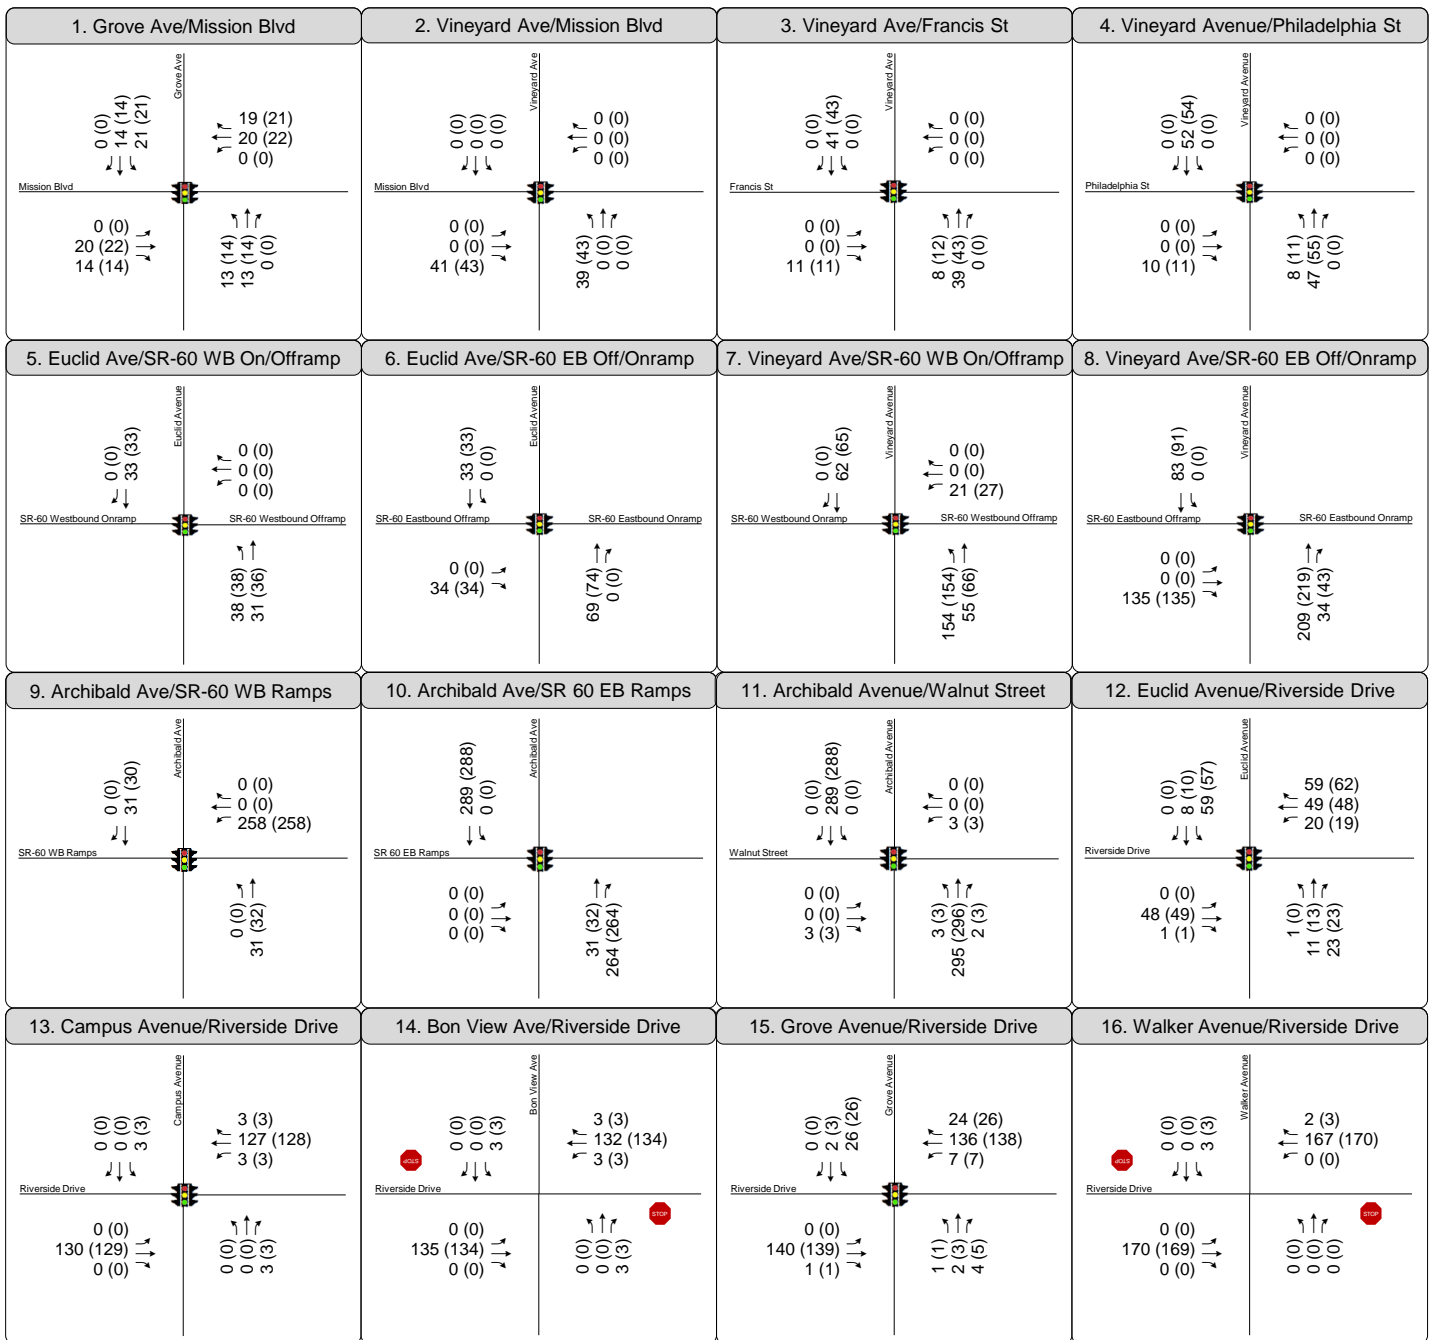 1. Grove Ave/Mission Blvd
Grove Ave
0 (0)
14 (14)
21 (21)
19 (21)
20 (22)
0 (0)
Mission Blvd
0 (0)
20 (22)
14 (14)
13 (14)
13 (14)
0 (0)
2. Vineyard Ave/Mission Blvd
Vineyard Ave
0 (0)
0 (0)
0 (0)
0 (0)
0 (0)
0 (0)
Mission Blvd
0 (0)
0 (0)
41 (43)
39 (43)
0 (0)
0 (0)
3. Vineyard Ave/Francis St
Vineyard Ave
0 (0)
41 (43)
0 (0)
0 (0)
0 (0)
0 (0)
Francis St
0 (0)
0 (0)
11 (11)
8 (12)
39 (43)
0 (0)
4. Vineyard Avenue/Philadelphia St
Vineyard Avenue
0 (0)
52 (54)
0 (0)
0 (0)
0 (0)
0 (0)
Philadelphia St
0 (0)
0 (0)
10 (11)
8 (11)
47 (55)
0 (0)
5. Euclid Ave/SR-60 WB On/Offramp
Euclid Avenue
0 (0)
33 (33)
0 (0)
0 (0)
0 (0)
SR-60 Westbound Onramp
SR-60 Westbound Offramp
38 (38)
31 (36)
6. Euclid Ave/SR-60 EB Off/Onramp
Euclid Avenue
33 (33)
0 (0)
SR-60 Eastbound Offramp
SR-60 Eastbound Onramp
0 (0)
34 (34)
69 (74)
0 (0)
7. Vineyard Ave/SR-60 WB On/Offramp
Vineyard Avenue
0 (0)
62 (65)
0 (0)
0 (0)
21 (27)
SR-60 Westbound Onramp
SR-60 Westbound Offramp
154 (154)
55 (66)
8. Vineyard Ave/SR-60 EB Off/Onramp
Vineyard Avenue
83 (91)
0 (0)
SR-60 Eastbound Offramp
SR-60 Eastbound Onramp
0 (0)
0 (0)
135 (135)
209 (219)
34 (43)
9. Archibald Ave/SR-60 WB Ramps
Archibald Ave
0 (0)
31 (30)
0 (0)
0 (0)
258 (258)
SR-60 WB Ramps
0 (0)
31 (32)
10. Archibald Ave/SR 60 EB Ramps
Archibald Ave
289 (288)
0 (0)
SR 60 EB Ramps
0 (0)
0 (0)
0 (0)
31 (32)
264 (264)
11. Archibald Avenue/Walnut Street
Archibald Avenue
0 (0)
289 (288)
0 (0)
0 (0)
0 (0)
3 (3)
Walnut Street
0 (0)
0 (0)
3 (3)
3 (3)
295 (296)
2 (3)
12. Euclid Avenue/Riverside Drive
Euclid Avenue
0 (0)
8 (10)
59 (57)
59 (62)
49 (48)
20 (19)
Riverside Drive
0 (0)
48 (49)
1 (1)
1 (0)
11 (13)
23 (23)
13. Campus Avenue/Riverside Drive
Campus Avenue
0 (0)
0 (0)
3 (3)
3 (3)
127 (128)
3 (3)
Riverside Drive
0 (0)
130 (129)
0 (0)
0 (0)
0 (0)
3 (3)
14. Bon View Ave/Riverside Drive
Bon View Ave
0 (0)
0 (0)
3 (3)
3 (3)
132 (134)
3 (3)
STOP
Riverside Drive
STOP
0 (0)
135 (134)
0 (0)
0 (0)
0 (0)
3 (3)
15. Grove Avenue/Riverside Drive
Grove Avenue
0 (0)
2 (3)
26 (26)
24 (26)
136 (138)
7 (7)
Riverside Drive
0 (0)
140 (139)
1 (1)
1 (1)
2 (3)
4 (5)
16. Walker Avenue/Riverside Drive
Walker Avenue
0 (0)
0 (0)
3 (3)
2 (3)
167 (170)
0 (0)
STOP
Riverside Drive
STOP
0 (0)
170 (169)
0 (0)
0 (0)
0 (0)
0 (0)